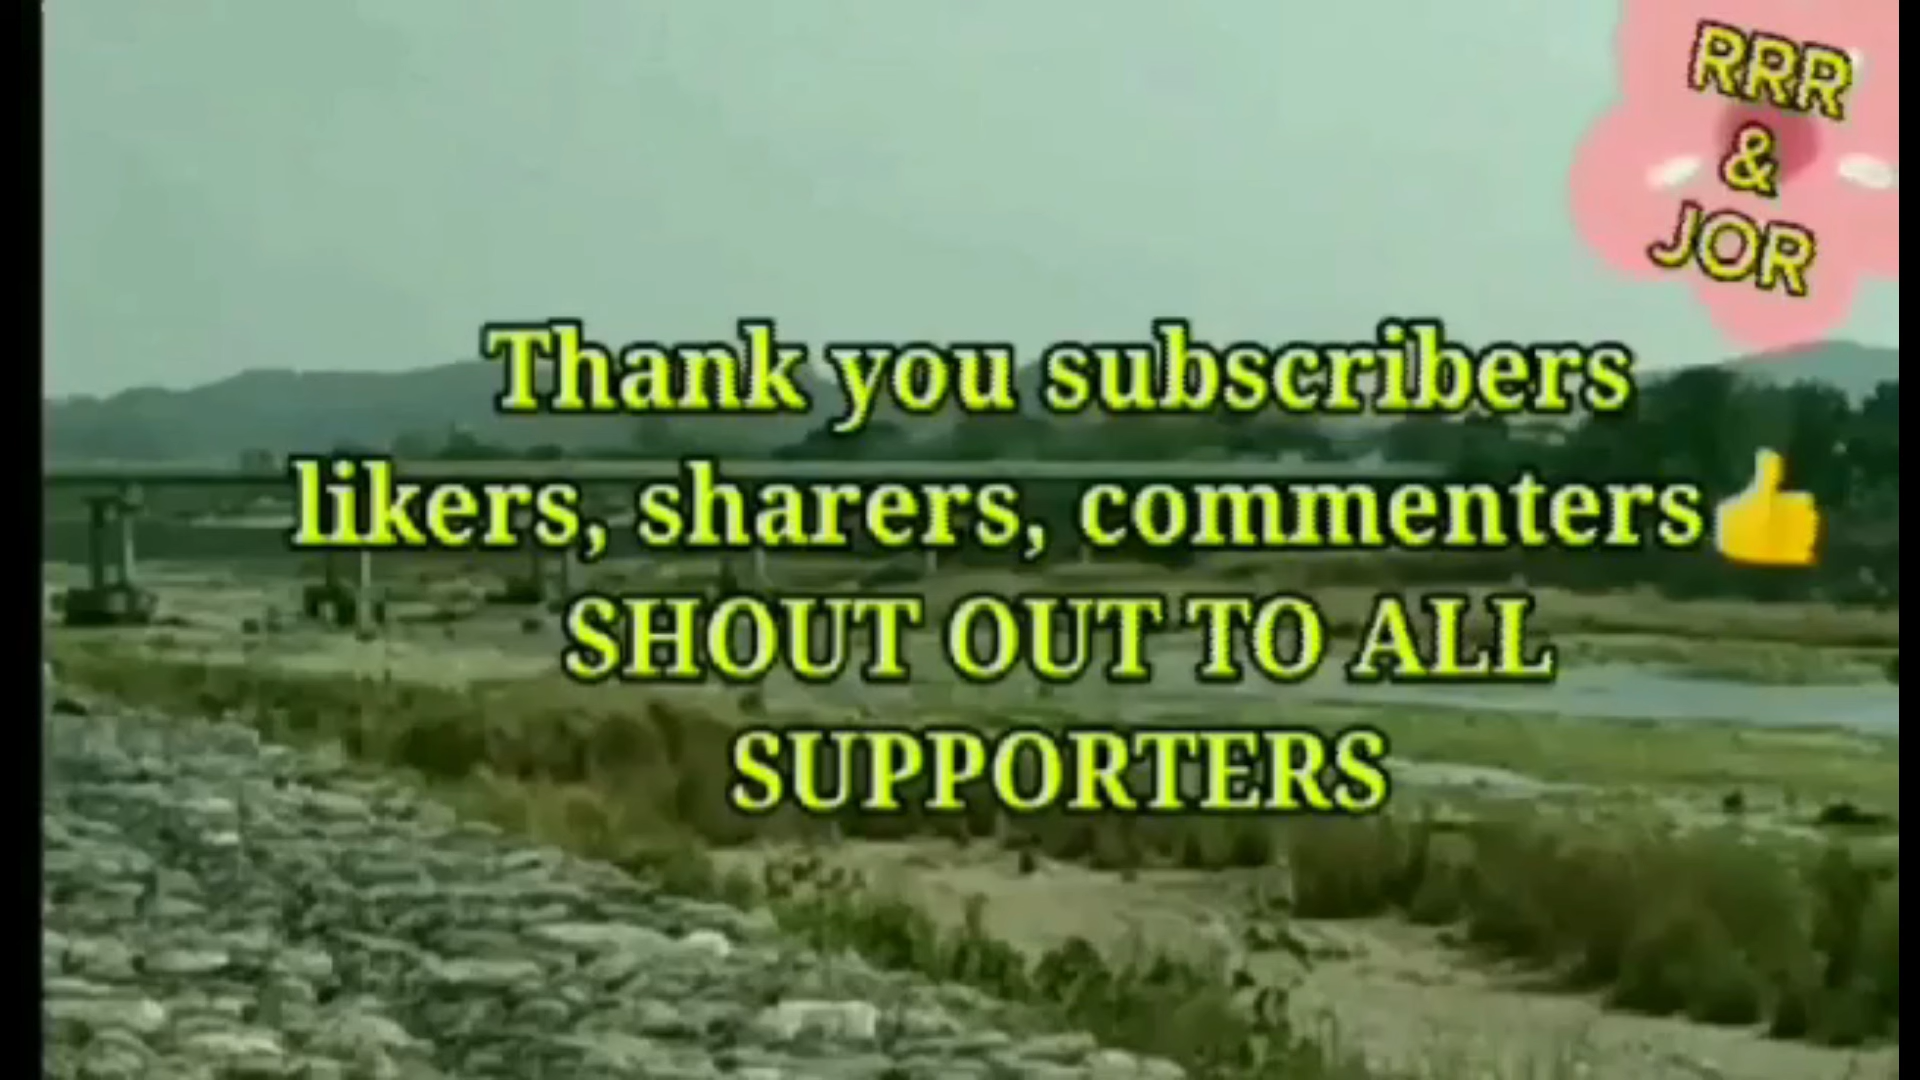 RRR
&
JOR
Thank you subscribers
likers, sharers, commenters👍
SHOUT OUT TO ALL
SUPPORTERS